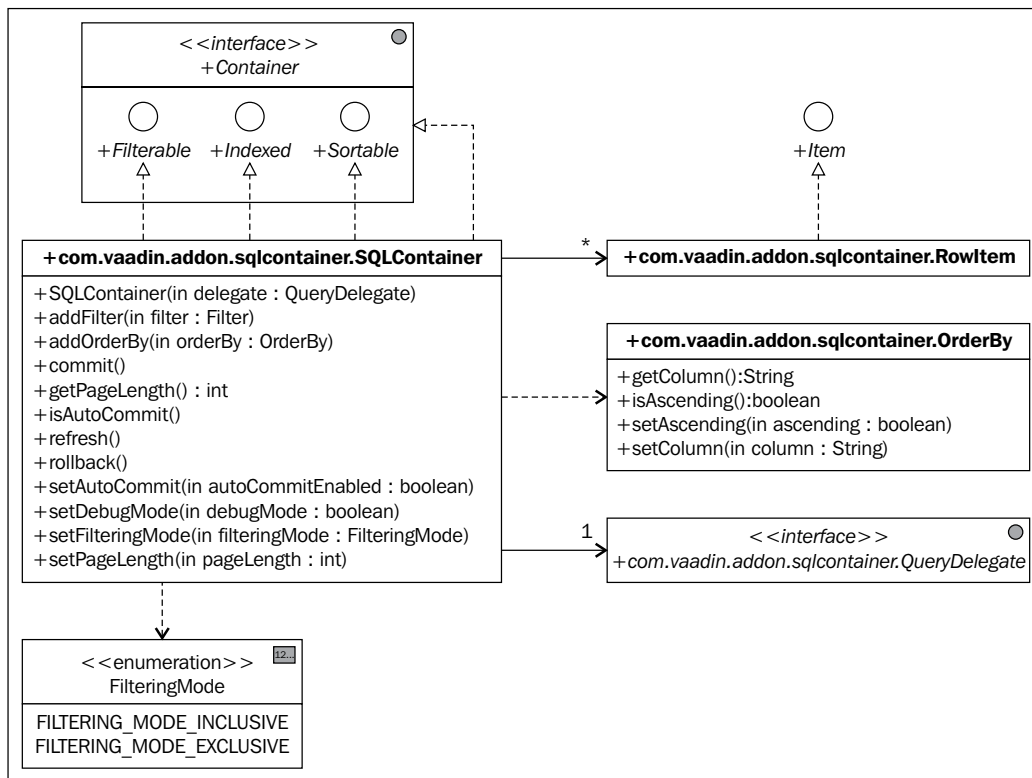 <<interface>>
+Container
+Filterable
+Indexed
+Sortable
+Item
+com.vaadin.addon.sqlcontainer.SQLContainer
+SQLContainer(in delegate : QueryDelegate)
+addFilter(in filter : Filter)
+addOrderBy(in orderBy : OrderBy)
+commit()
+getPageLength() : int
+isAutoCommit()
+refresh()
+rollback()
+setAutoCommit(in autoCommitEnabled : boolean)
+setDebugMode(in debugMode : boolean)
+setFilteringMode(in filteringMode : FilteringMode)
+setPageLength(in pageLength : int)
*
+com.vaadin.addon.sqlcontainer.RowItem
+com.vaadin.addon.sqlcontainer.OrderBy
+getColumn():String
+isAscending():boolean
+setAscending(in ascending : boolean)
+setColumn(in column : String)
1
<<interface>>
+com.vaadin.addon.sqlcontainer.QueryDelegate
<<enumeration>>
12...
FilteringMode
FILTERING_MODE_INCLUSIVE
FILTERING_MODE_EXCLUSIVE